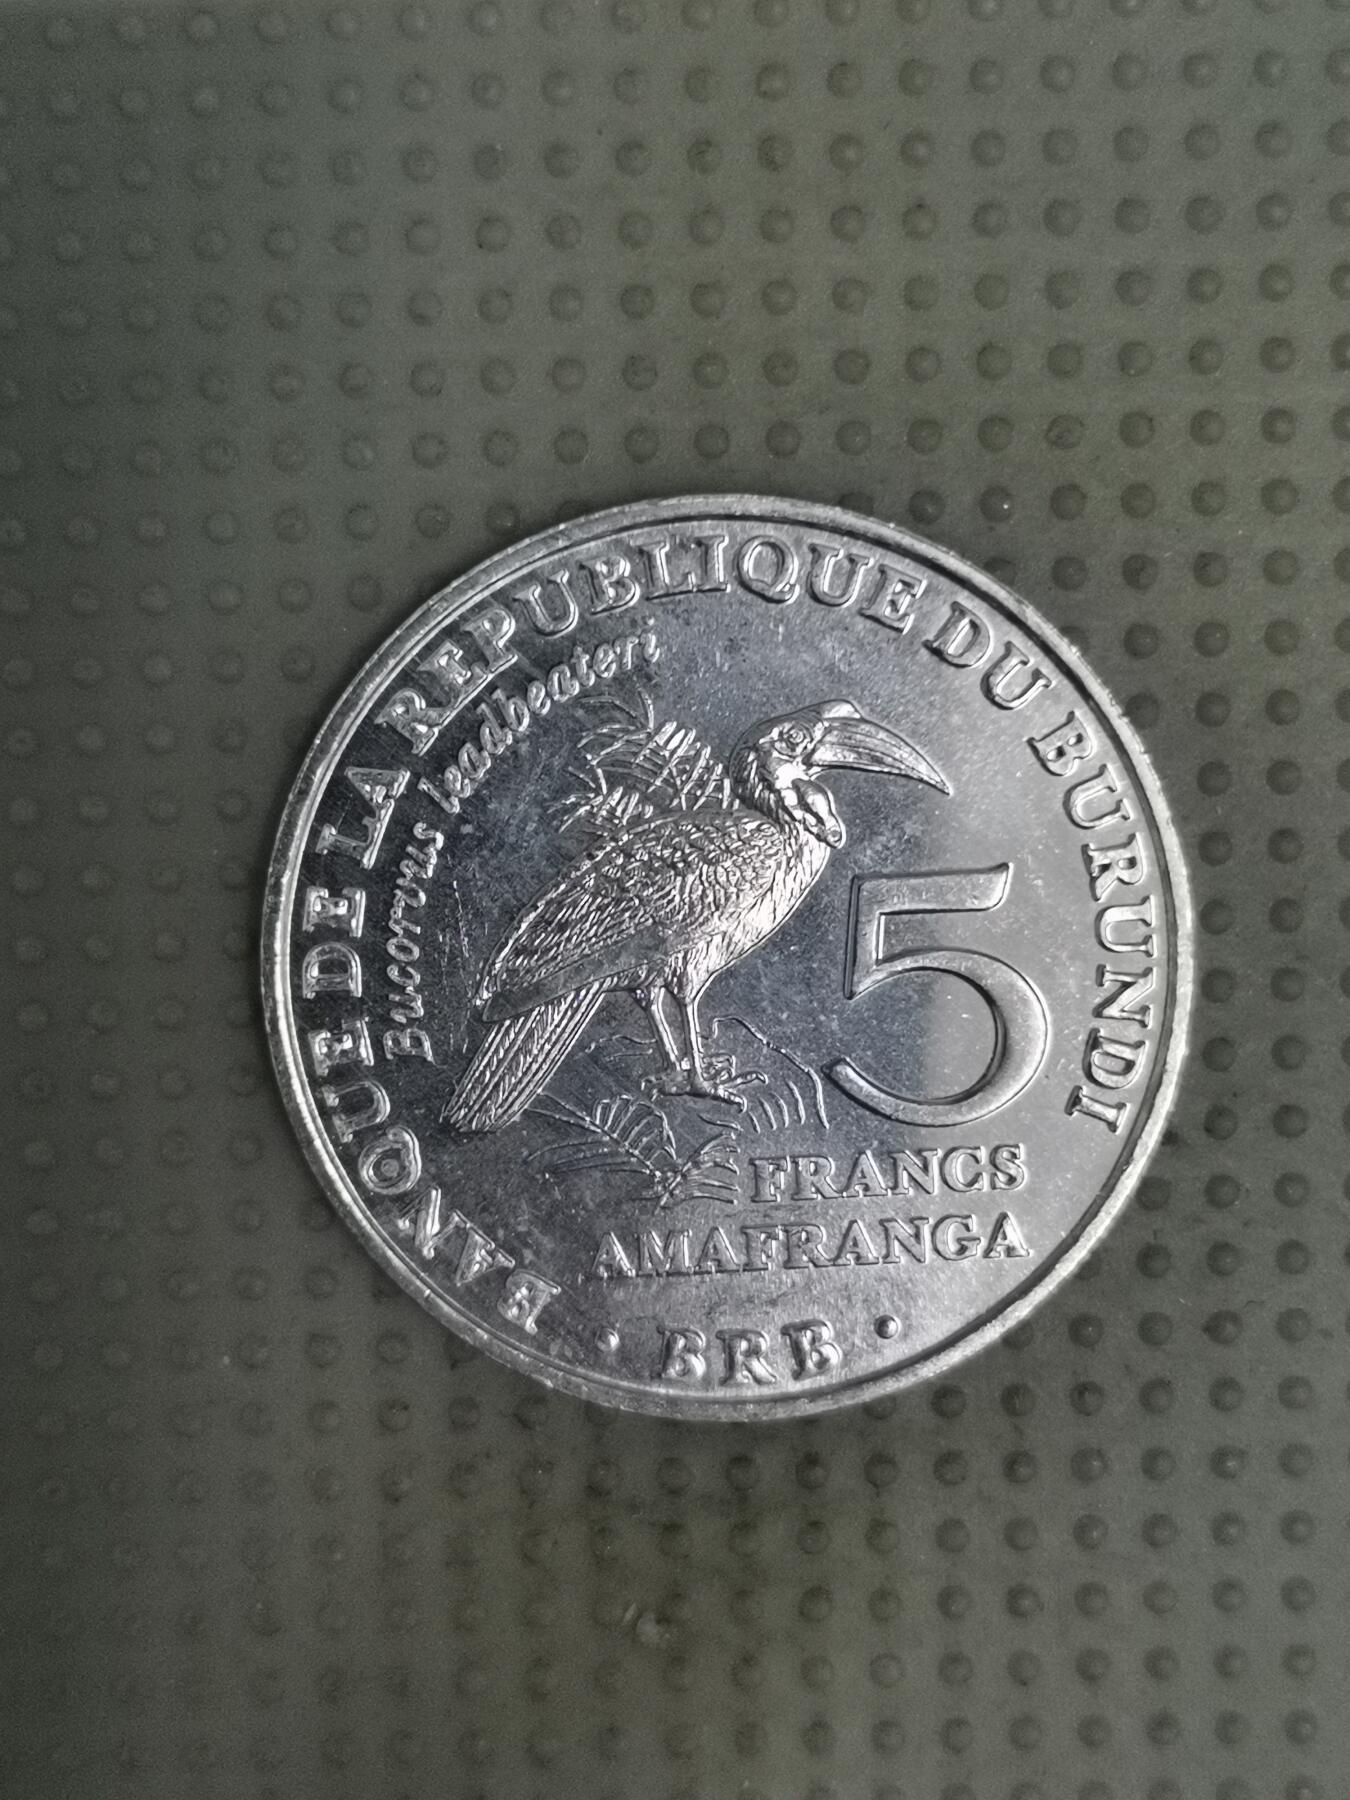 BANQUE DE LA REPUBLIQUE DU BURUNDI
Bucorvus leadbeateri
5
FRANCS
AMAFRANGA
• BRB •